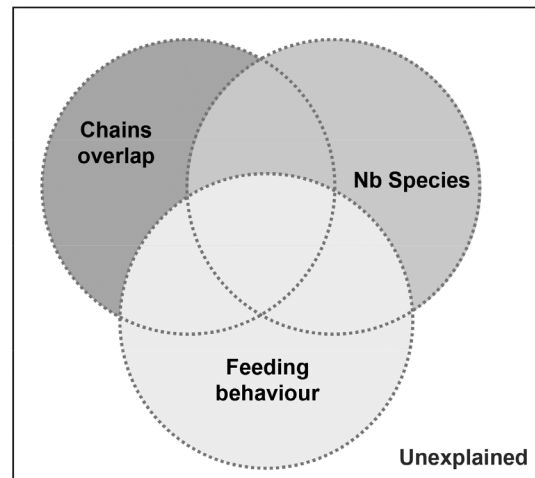 Chains
overlap
Nb Species
Feeding
behaviour
Unexplained